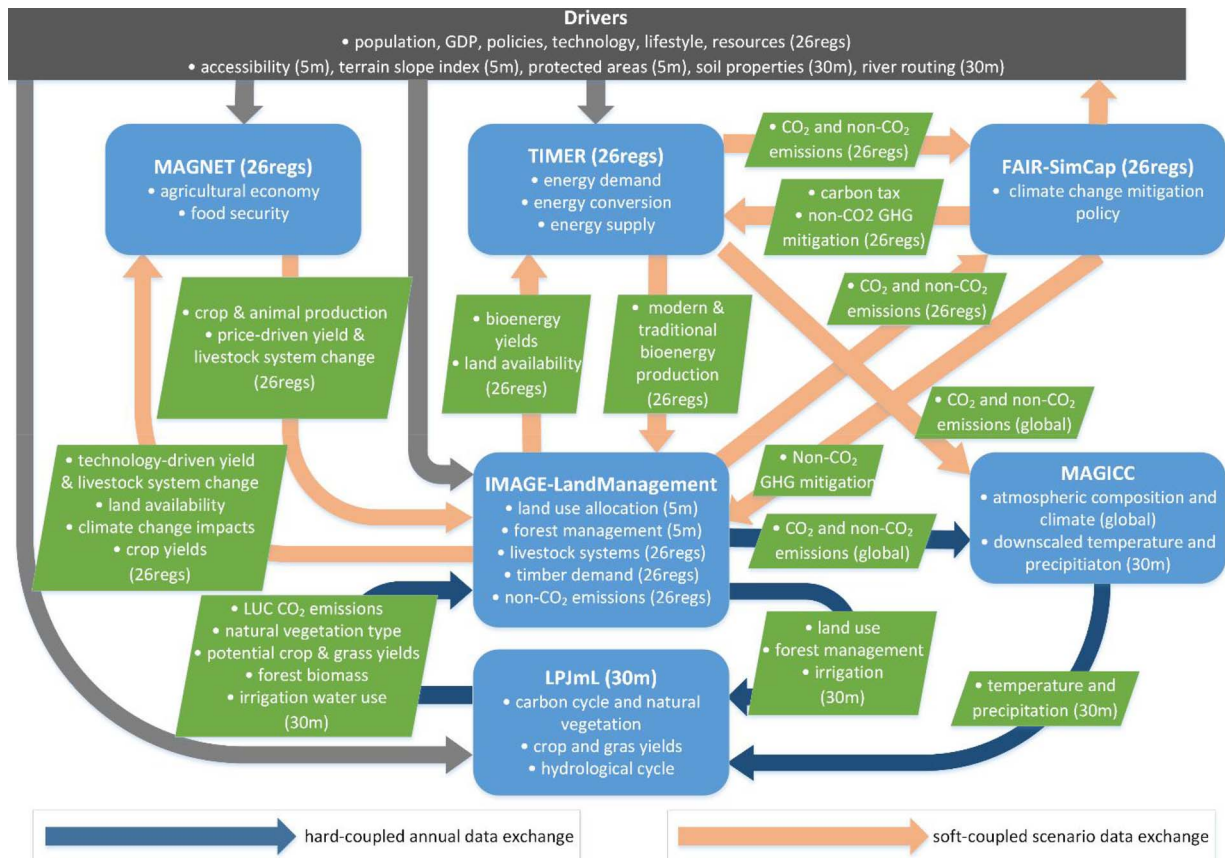 Drivers
• population, GDP, policies, technology, lifestyle, resources (26regs)
• accessibility (5m), terrain slope index (5m), protected areas (5m), soil properties (30m), river routing (30m)
MAGNET (26regs)
• agricultural economy
• food security
TIMER (26regs)
• energy demand
• energy conversion
• energy supply
• CO₂ and non-CO₂
emissions (26regs)
• carbon tax
• non-CO2 GHG
mitigation (26regs)
FAIR-SimCap (26regs)
• climate change mitigation
policy
• crop & animal production
• price-driven yield &
livestock system change
(26regs)
• bioenergy
yields
• land availability
(26regs)
• modern &
traditional
bioenergy
production
(26regs)
• CO₂ and non-CO₂
emissions (26regs)
• CO₂ and non-CO₂
emissions (global)
• technology-driven yield
& livestock system change
• land availability
• climate change impacts
• crop yields
(26regs)
IMAGE-LandManagement
• land use allocation (5m)
• forest management (5m)
• livestock systems (26regs)
• timber demand (26regs)
• non-CO₂ emissions (26regs)
• Non-CO₂
GHG mitigation
• CO₂ and non-CO₂
emissions (global)
MAGICC
• atmospheric composition and
climate (global)
• downscaled temperature and
precipitiaton (30m)
• LUC CO₂ emissions
• natural vegetation type
• potential crop & grass yields
• forest biomass
• irrigation water use
(30m)
LPJmL (30m)
• carbon cycle and natural
vegetation
• crop and gras yields
• hydrological cycle
• land use
• forest management
• irrigation
(30m)
• temperature and
precipitation (30m)
hard-coupled annual data exchange
soft-coupled scenario data exchange